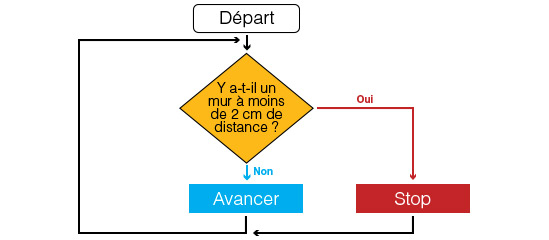 Départ
Y a-t-il un
mur à moins
de 2 cm de
distance ?
Oui
Non
Avancer
Stop